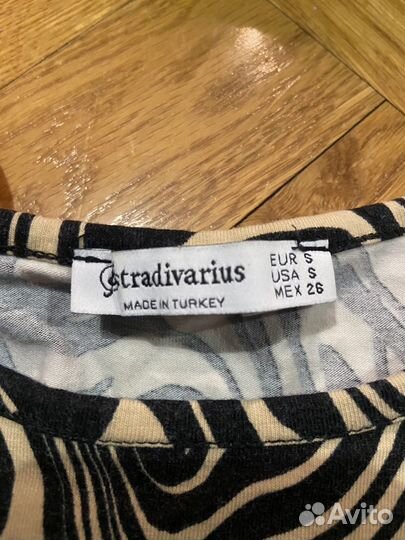 Stradivarius
MADE IN TURKEY
EUR S
USA S
MEX 26
Avito